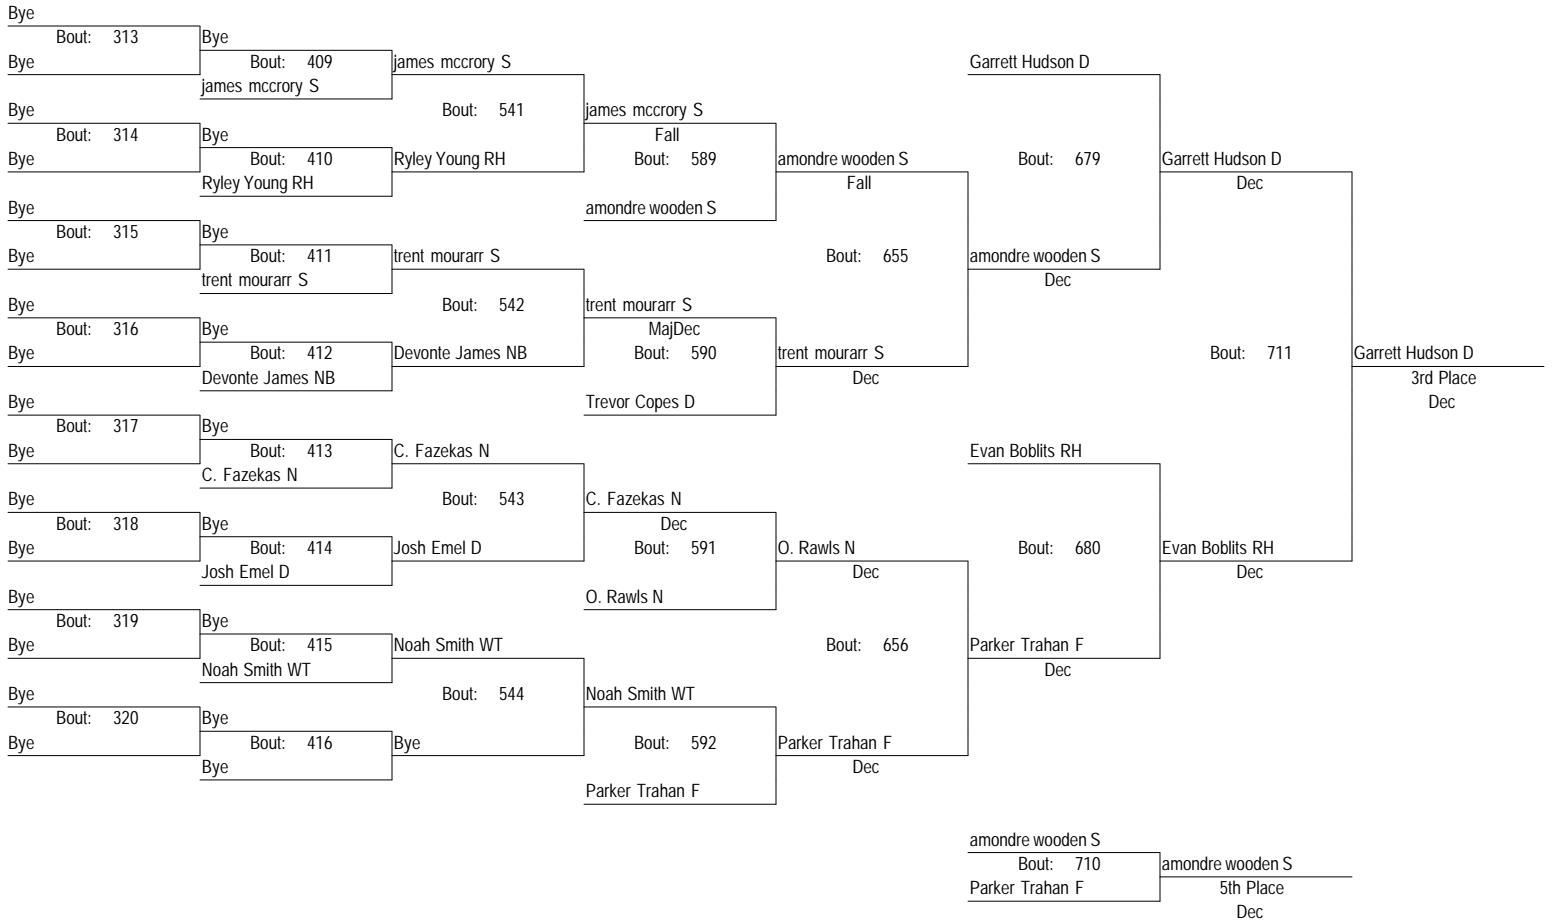 Bye
Bout: 313 Bye
Bye Bout: 409 james mccrory S Garrett Hudson D
james mccrory S
Bye Bout: 541 james mccrory S
Bout: 314 Bye Fall
Bye Bout: 410 Ryley Young RH Bout: 589 amondre wooden S Bout: 679 Garrett Hudson D
Ryley Young RH Fall Dec
Bye amondre wooden S
Bout: 315 Bye
Bye Bout: 411 trent mourarr S Bout: 655 amondre wooden S
trent mourarr S Dec
Bye Bout: 542 trent mourarr S
Bout: 316 Bye MajDec
Bye Bout: 412 Devonte James NB Bout: 590 trent mourarr S Bout: 711 Garrett Hudson D
Devonte James NB Dec 3rd Place
Bye Trevor Copes D Dec
Bout: 317 Bye
Bye Bout: 413 C. Fazekas N Evan Boblits RH
C. Fazekas N
Bye Bout: 543 C. Fazekas N
Bout: 318 Bye Dec
Bye Bout: 414 Josh Emel D Bout: 591 O. Rawls N Bout: 680 Evan Boblits RH
Josh Emel D Dec Dec
Bye O. Rawls N
Bout: 319 Bye
Bye Bout: 415 Noah Smith WT Bout: 656 Parker Trahan F
Noah Smith WT Dec
Bye Bout: 544 Noah Smith WT
Bout: 320 Bye
Bye Bout: 416 Bye Bout: 592 Parker Trahan F
Bye Dec
Parker Trahan F
amondre wooden S
Bout: 710 amondre wooden S
Parker Trahan F 5th Place
Dec